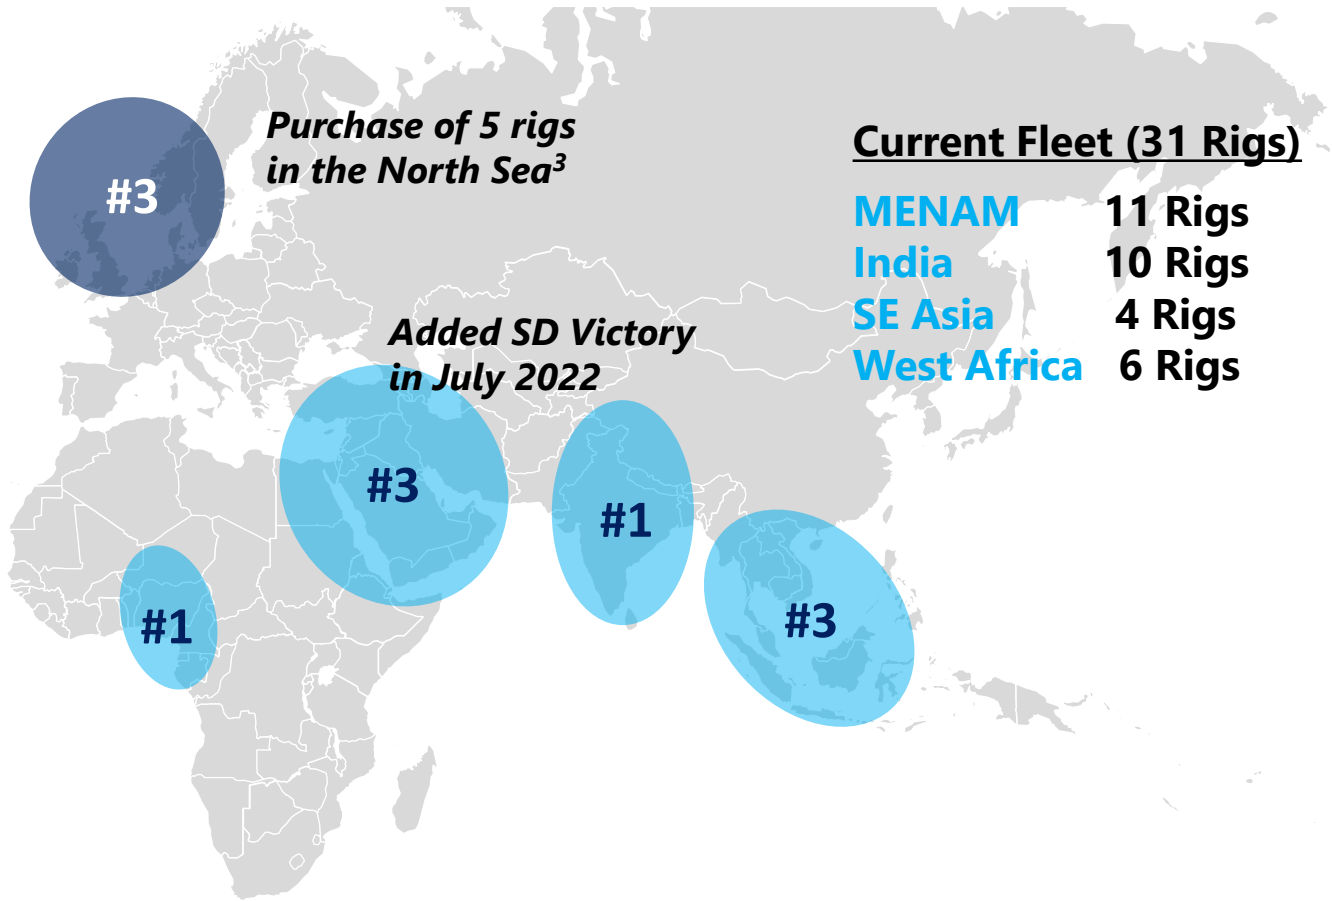 #3
Purchase of 5 rigs
in the North Sea³
Current Fleet (31 Rigs)
MENAM 11 Rigs
India 10 Rigs
SE Asia 4 Rigs
West Africa 6 Rigs
Added SD Victory
in July 2022
#3
#1
#3
#1